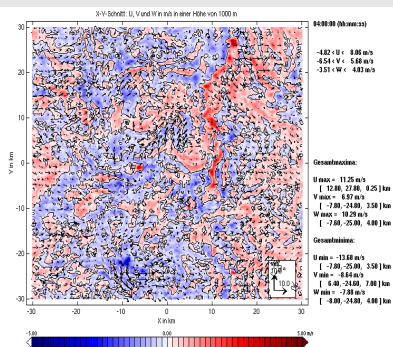 X-Y-Schnitt: U, V und W in m/s in einer Höhe von 1000 m
04:00:00 (hh:mm:ss)
-4.82 < U < 8.06 m/s
-6.54 < V < 5.68 m/s
-3.51 < W < 4.03 m/s
Gesamtmaxima:
U max = 11.25 m/s
[ 12.80, 27.80, 0.25 ] km
V max = 6.97 m/s
[ -7.80, -24.80, 3.50 ] km
W max = 10.29 m/s
[ -7.60, -25.00, 4.00 ] km
Gesamtminima:
U min = -13.68 m/s
[ -7.80, -25.00, 3.50 ] km
V min = -8.64 m/s
[ 6.40, -24.60, 7.00 ] km
W min = -7.88 m/s
[ -8.00, -24.80, 4.00 ] km
Y in km
30
20
10
0
-10
-20
-30
-30 -20 -10 0 10 20 30
X in km
10.0
-5.00 0.00 5.00 m/s